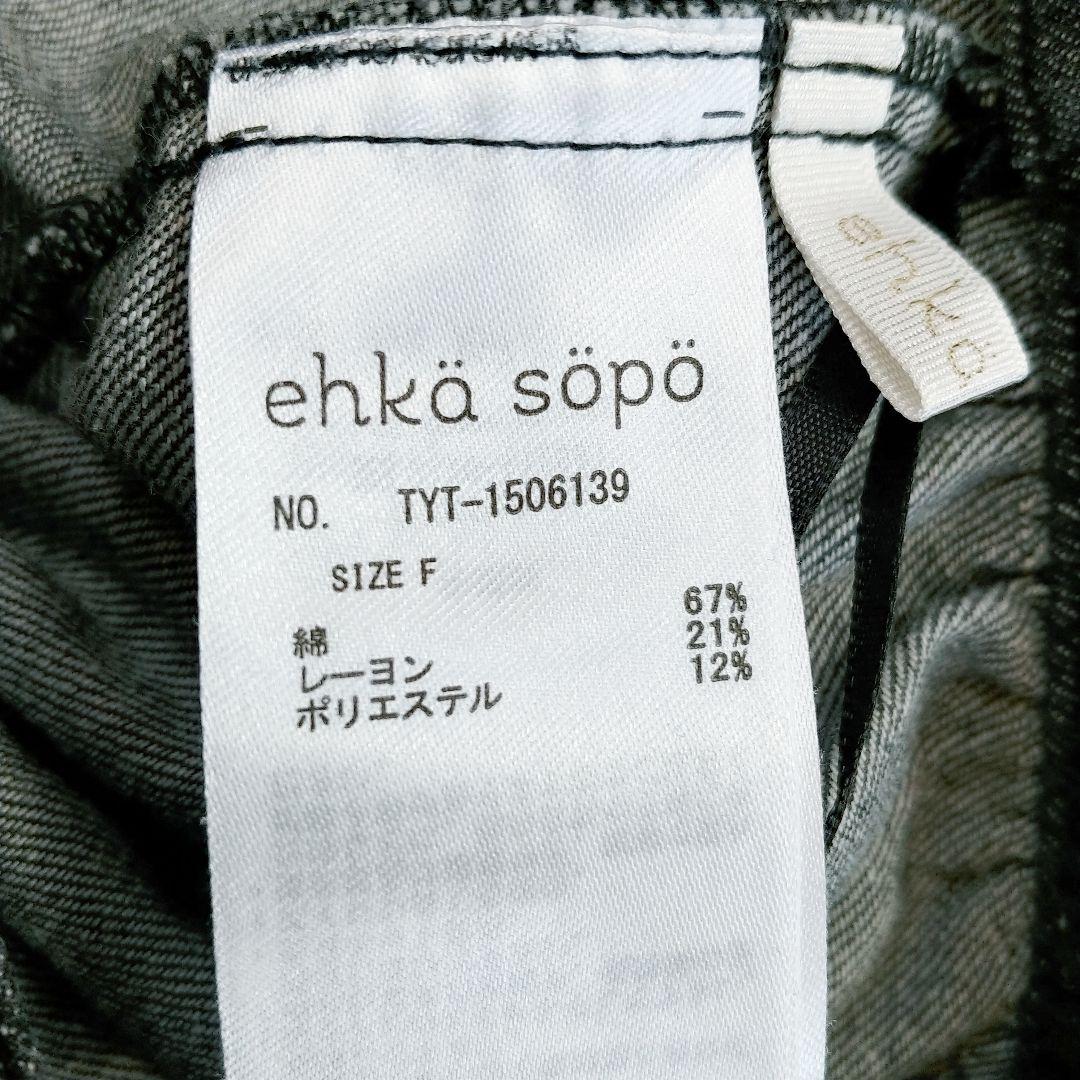 ehkä söpö
NO. TYT-1506139
SIZE F
綿 67%
レーヨン 21%
ポリエステル 12%
ehkä